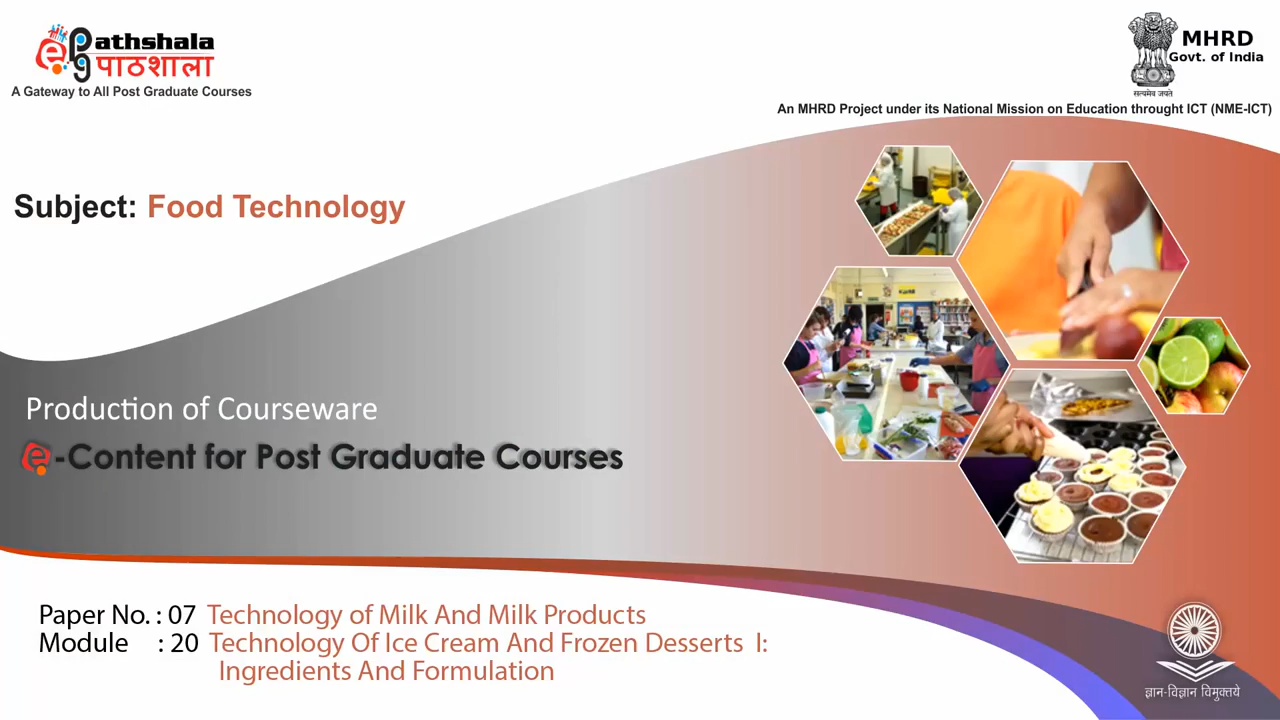 ePathshala
पाठशाला
A Gateway to All Post Graduate Courses
MHRD
Govt. of India
सत्यमेव जयते
An MHRD Project under its National Mission on Education throught ICT (NME-ICT)
Subject: Food Technology
Production of Courseware
e-Content for Post Graduate Courses
Paper No. : 07 Technology of Milk And Milk Products
Module : 20 Technology Of Ice Cream And Frozen Desserts I:
Ingredients And Formulation
ज्ञान-विज्ञान विमुक्तये